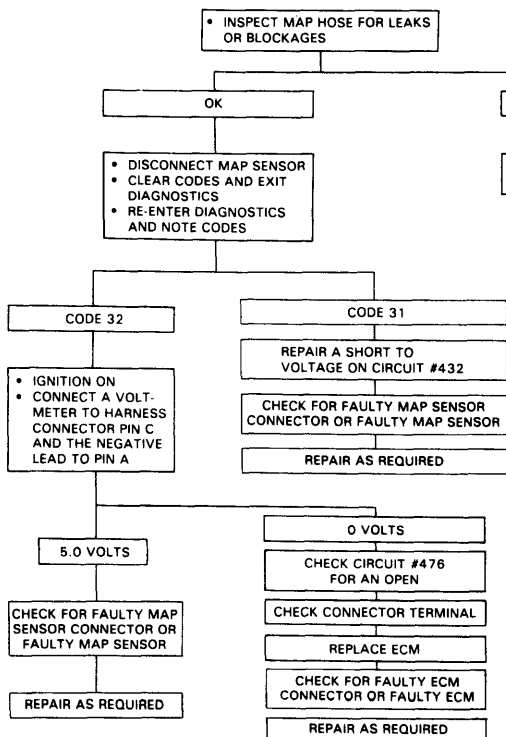 • INSPECT MAP HOSE FOR LEAKS
OR BLOCKAGES
OK
• DISCONNECT MAP SENSOR
• CLEAR CODES AND EXIT
DIAGNOSTICS
• RE-ENTER DIAGNOSTICS
AND NOTE CODES
CODE 32
• IGNITION ON
• CONNECT A VOLT-
METER TO HARNESS
CONNECTOR PIN C
AND THE NEGATIVE
LEAD TO PIN A
CODE 31
REPAIR A SHORT TO
VOLTAGE ON CIRCUIT #432
CHECK FOR FAULTY MAP SENSOR
CONNECTOR OR FAULTY MAP SENSOR
REPAIR AS REQUIRED
5.0 VOLTS
CHECK FOR FAULTY MAP
SENSOR CONNECTOR OR
FAULTY MAP SENSOR
REPAIR AS REQUIRED
0 VOLTS
CHECK CIRCUIT #476
FOR AN OPEN
CHECK CONNECTOR TERMINAL
REPLACE ECM
CHECK FOR FAULTY ECM
CONNECTOR OR FAULTY ECM
REPAIR AS REQUIRED